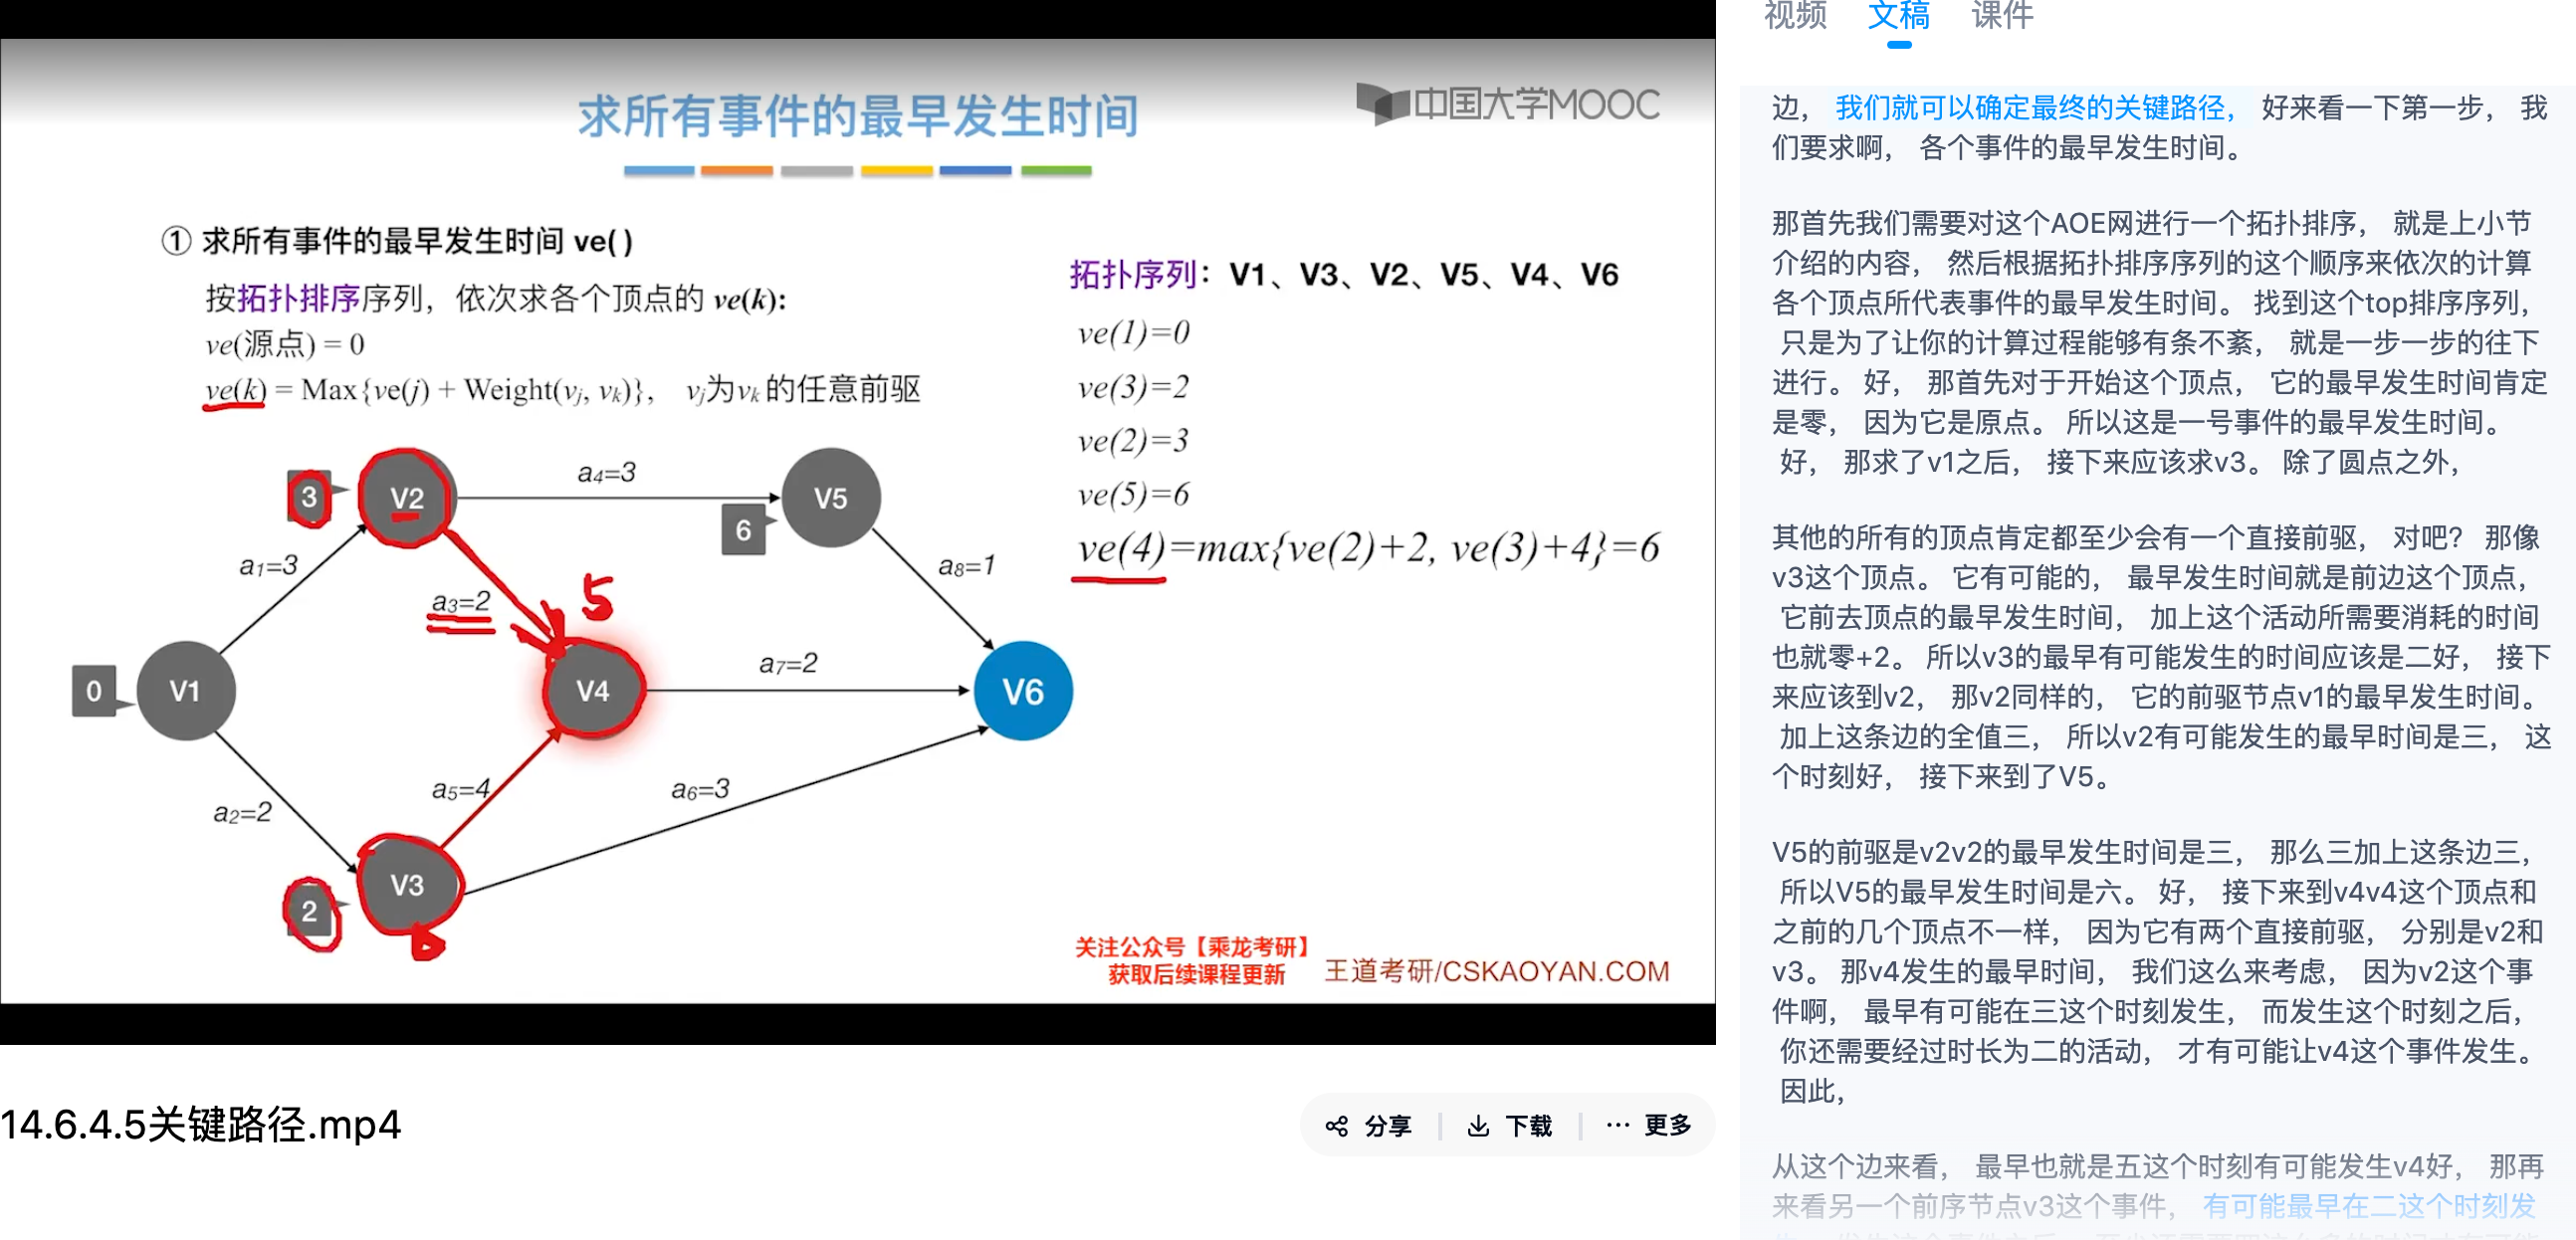 求所有事件的最早发生时间
中国大学MOOC
① 求所有事件的最早发生时间 ve( )
按拓扑排序序列，依次求各个顶点的 ve(k):
ve(源点) = 0
ve(k) = Max{ve(j) + Weight(vj, vk)}， vj为vk 的任意前驱
拓扑序列：V1、V3、V2、V5、V4、V6
ve(1)=0
ve(3)=2
ve(2)=3
ve(5)=6
ve(4)=max{ve(2)+2, ve(3)+4}=6
3
V2
a4=3
V5
6
a1=3
a8=1
a3=2
5
0
V1
V4
a7=2
V6
a5=4
a6=3
a2=2
V3
2
关注公众号【乘龙考研】
获取后续课程更新
王道考研/CSKAOYAN.COM
14.6.4.5关键路径.mp4
分享
下载
··· 更多
视频 文稿 课件
边， 我们就可以确定最终的关键路径， 好来看一下第一步， 我
们要求啊， 各个事件的最早发生时间。
那首先我们需要对这个AOE网进行一个拓扑排序， 就是上小节
介绍的内容， 然后根据拓扑排序序列的这个顺序来依次的计算
各个顶点所代表事件的最早发生时间。 找到这个top排序序列，
只是为了让你的计算过程能够有条不紊， 就是一步一步的往下
进行。 好， 那首先对于开始这个顶点， 它的最早发生时间肯定
是零， 因为它是原点。 所以这是一号事件的最早发生时间。
好， 那求了v1之后， 接下来应该求v3。 除了圆点之外，
其他的所有的顶点肯定都至少会有一个直接前驱， 对吧？ 那像
v3这个顶点。 它有可能的， 最早发生时间就是前边这个顶点，
它前去顶点的最早发生时间， 加上这个活动所需要消耗的时间
也就零+2。 所以v3的最早有可能发生的时间应该是二好， 接下
来应该到v2， 那v2同样的， 它的前驱节点v1的最早发生时间。
加上这条边的全值三， 所以v2有可能发生的最早时间是三， 这
个时刻好， 接下来到了V5。
V5的前驱是v2v2的最早发生时间是三， 那么三加上这条边三，
所以V5的最早发生时间是六。 好， 接下来到v4v4这个顶点和
之前的几个顶点不一样， 因为它有两个直接前驱， 分别是v2和
v3。 那v4发生的最早时间， 我们这么来考虑， 因为v2这个事
件啊， 最早有可能在三这个时刻发生， 而发生这个时刻之后，
你还需要经过时长为二的活动， 才有可能让v4这个事件发生。
因此，
从这个边来看， 最早也就是五这个时刻有可能发生v4好， 那再
来看另一个前序节点v3这个事件， 有可能最早在二这个时刻发